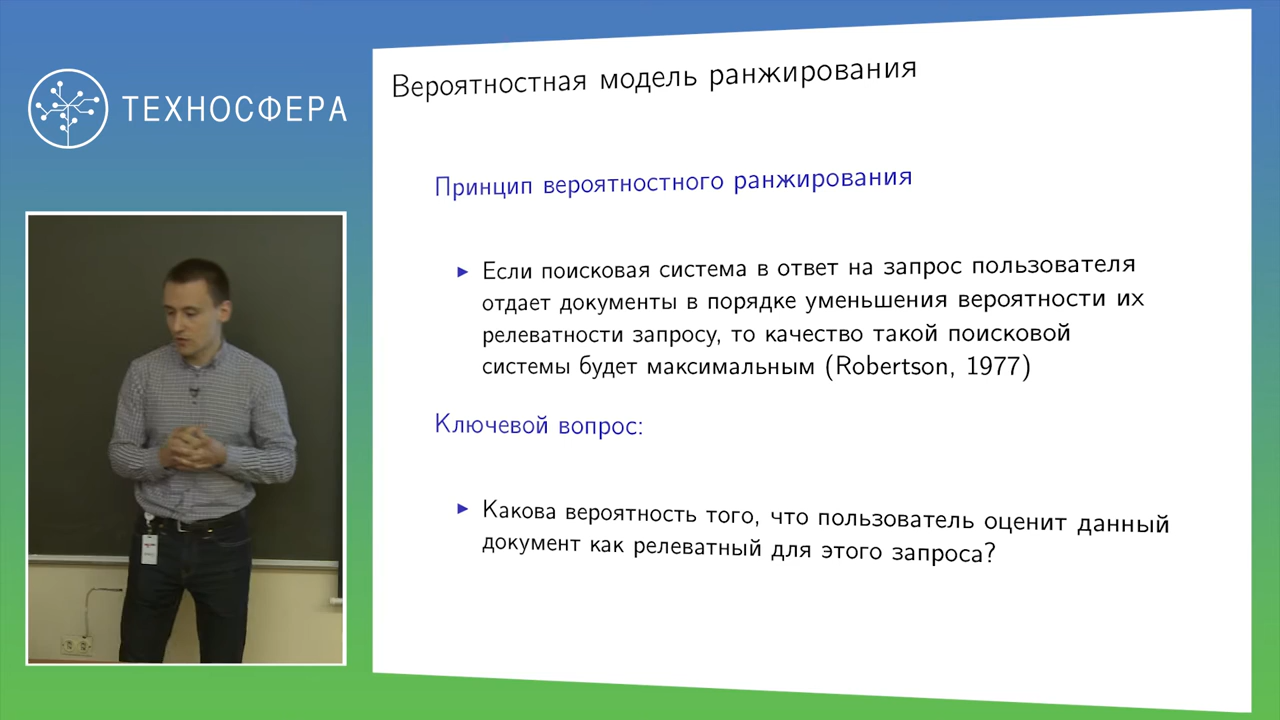 ТЕХНОСФЕРА
Вероятностная модель ранжирования
Принцип вероятностного ранжирования
Если поисковая система в ответ на запрос пользователя
отдает документы в порядке уменьшения вероятности их
релеватности запросу, то качество такой поисковой
системы будет максимальным (Robertson, 1977)
Ключевой вопрос:
Какова вероятность того, что пользователь оценит данный
документ как релеватный для этого запроса?